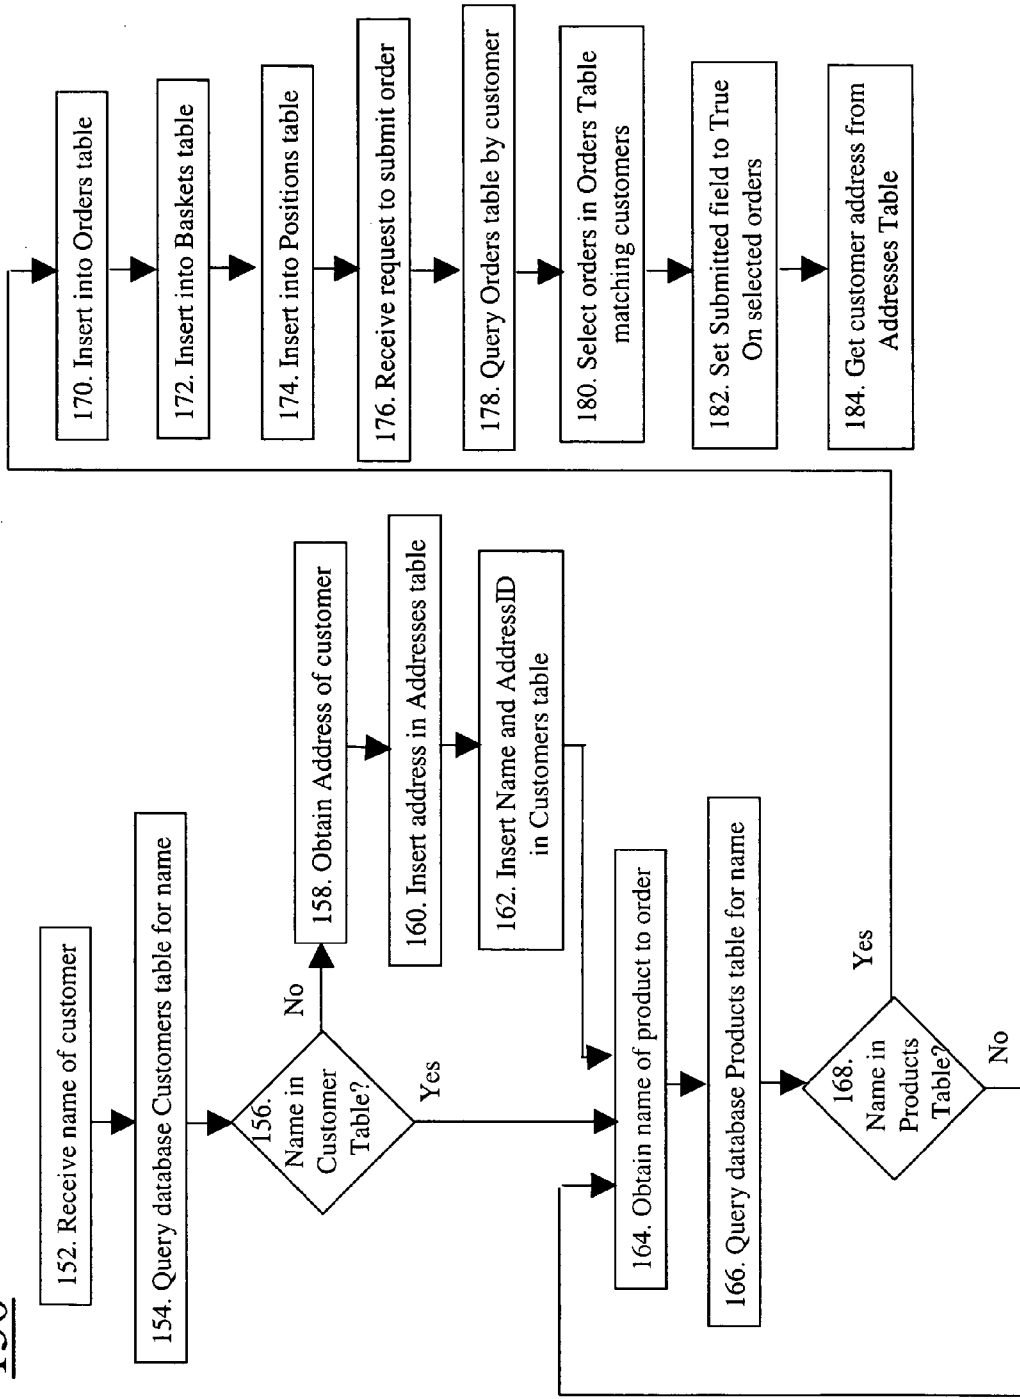 152. Receive name of customer
154. Query database Customers table for name
156.
Name in
Customer
Table?
No
Yes
158. Obtain Address of customer
160. Insert address in Addresses table
162. Insert Name and AddressID
in Customers table
164. Obtain name of product to order
166. Query database Products table for name
168.
Name in
Products
Table?
Yes
No
170. Insert into Orders table
172. Insert into Baskets table
174. Insert into Positions table
176. Receive request to submit order
178. Query Orders table by customer
180. Select orders in Orders Table
matching customers
182. Set Submitted field to True
On selected orders
184. Get customer address from
Addresses Table